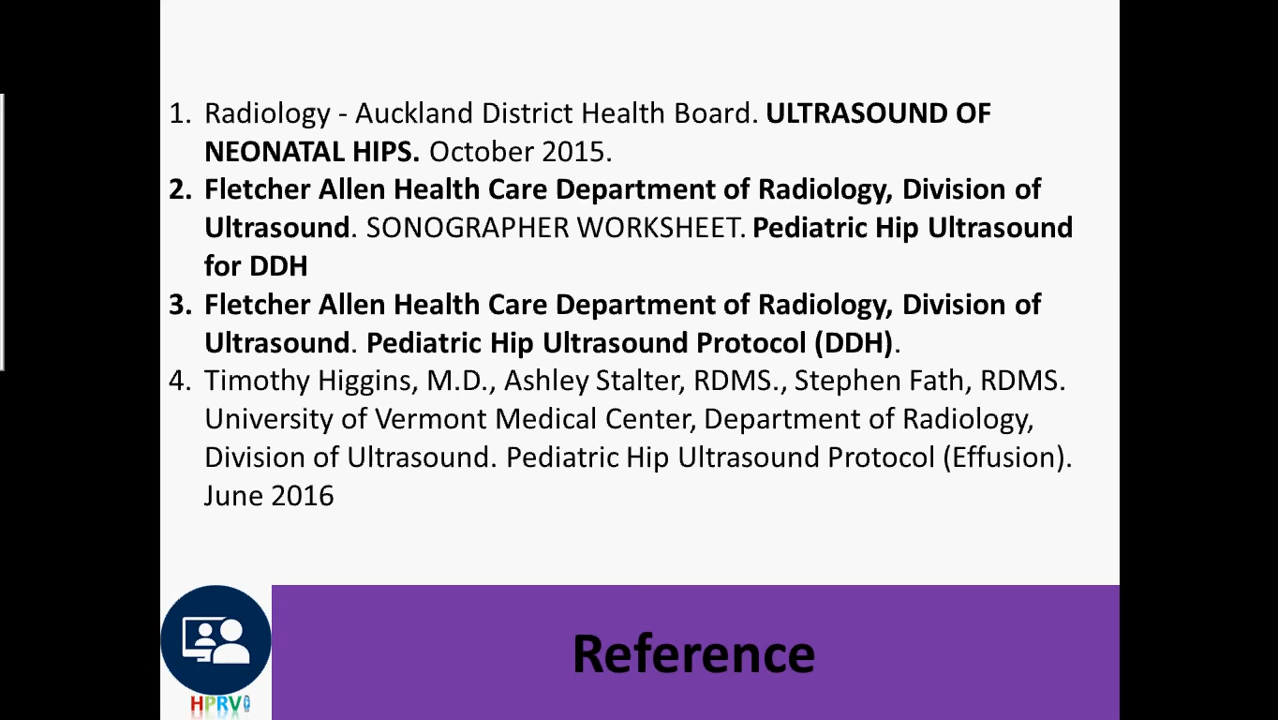 1. Radiology - Auckland District Health Board. ULTRASOUND OF
NEONATAL HIPS. October 2015.
2. Fletcher Allen Health Care Department of Radiology, Division of
Ultrasound. SONOGRAPHER WORKSHEET. Pediatric Hip Ultrasound
for DDH
3. Fletcher Allen Health Care Department of Radiology, Division of
Ultrasound. Pediatric Hip Ultrasound Protocol (DDH).
4. Timothy Higgins, M.D., Ashley Stalter, RDMS., Stephen Fath, RDMS.
University of Vermont Medical Center, Department of Radiology,
Division of Ultrasound. Pediatric Hip Ultrasound Protocol (Effusion).
June 2016
Reference
HPRV